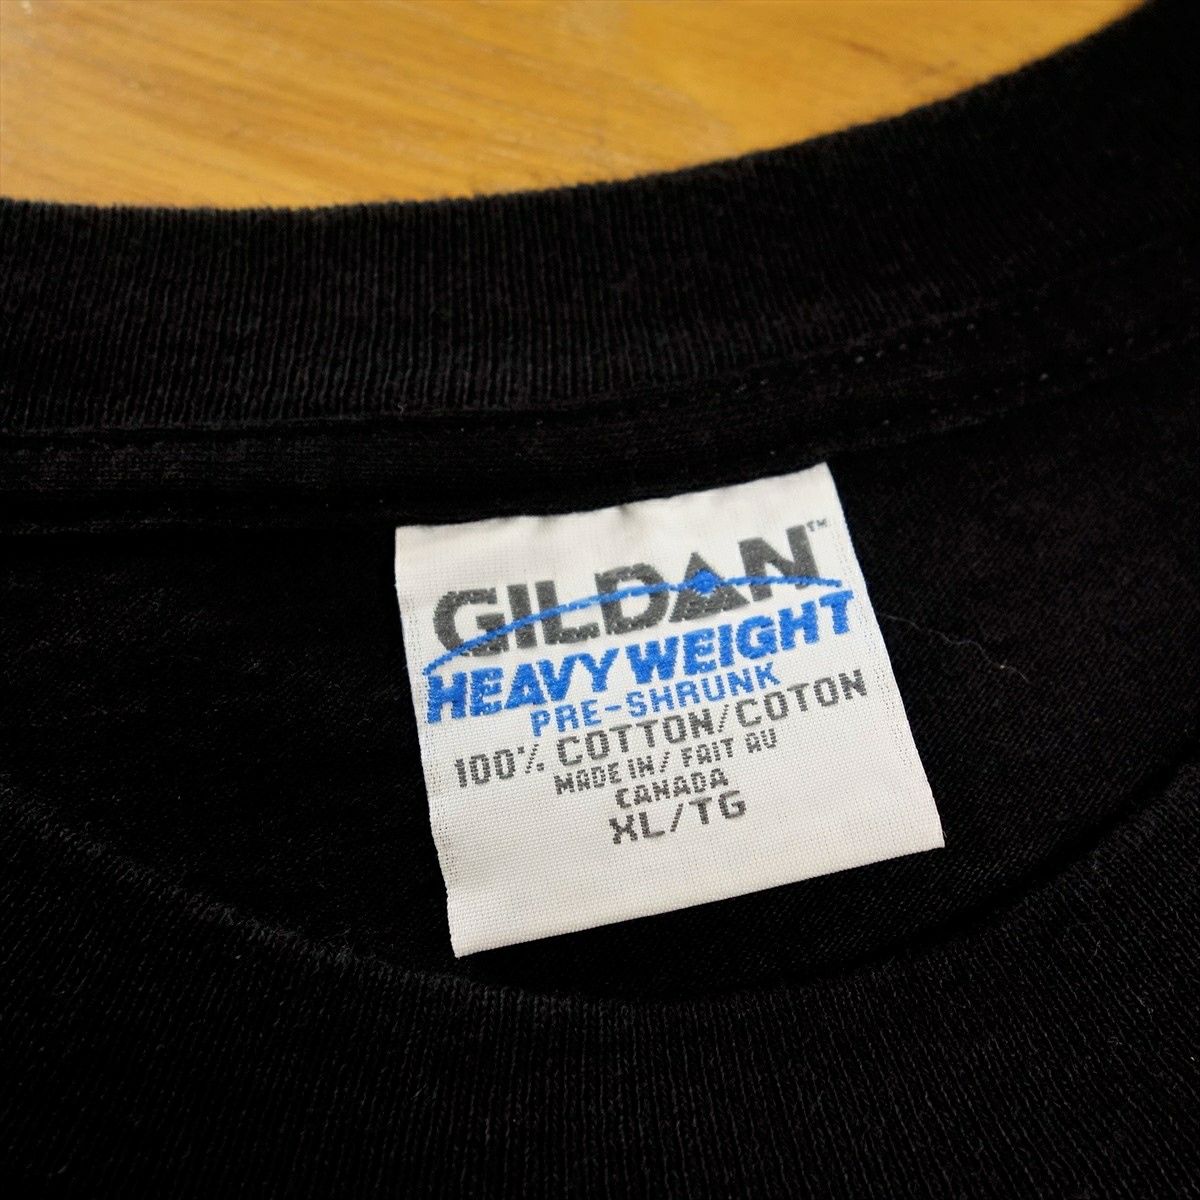 GILDAN™
HEAVY WEIGHT
PRE-SHRUNK
100% COTTON/COTON
MADE IN/FAIT AU
CANADA
XL/TG